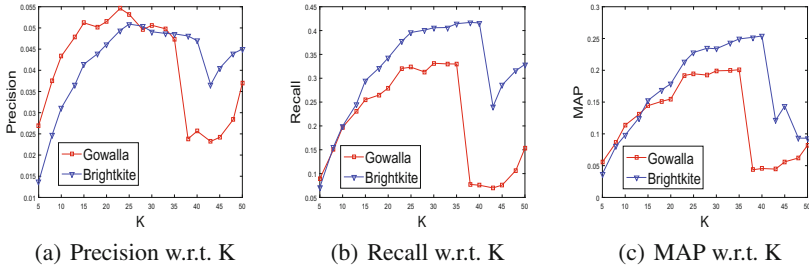 0.055
0.05
0.045
0.04
0.035
0.03
0.025
0.02
0.015
0.01
Precision
5 10 15 20 25 30 35 40 45 50
K
Gowalla
Brightkite
(a) Precision w.r.t. K
0.45
0.4
0.35
0.3
0.25
0.2
0.15
0.1
0.05
Recall
5 10 15 20 25 30 35 40 45 50
K
Gowalla
Brightkite
(b) Recall w.r.t. K
0.3
0.25
0.2
0.15
0.1
0.05
0
MAP
5 10 15 20 25 30 35 40 45 50
K
Gowalla
Brightkite
(c) MAP w.r.t. K